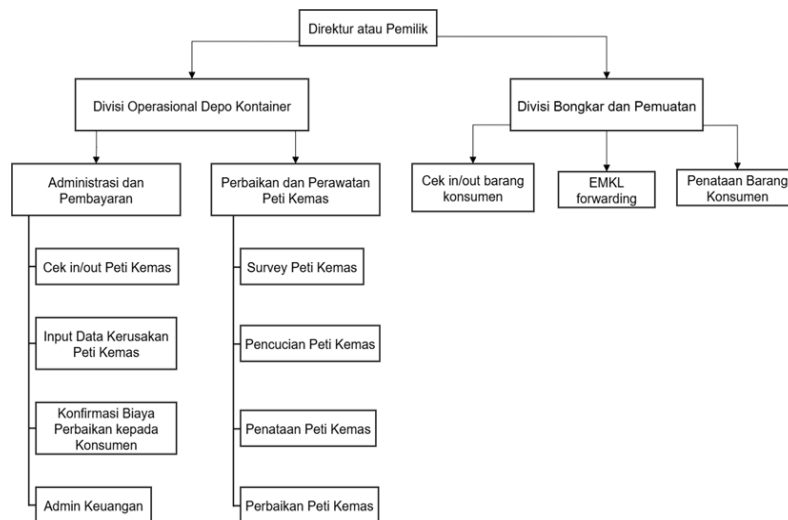 Direktur atau Pemilik
Divisi Operasional Depo Kontainer
Divisi Bongkar dan Pemuatan
Administrasi dan
Pembayaran
Perbaikan dan Perawatan
Peti Kemas
Cek in/out barang
konsumen
EMKL
forwarding
Penataan Barang
Konsumen
Cek in/out Peti Kemas
Survey Peti Kemas
Input Data Kerusakan
Peti Kemas
Pencucian Peti Kemas
Konfirmasi Biaya
Perbaikan kepada
Konsumen
Penataan Peti Kemas
Admin Keuangan
Perbaikan Peti Kemas